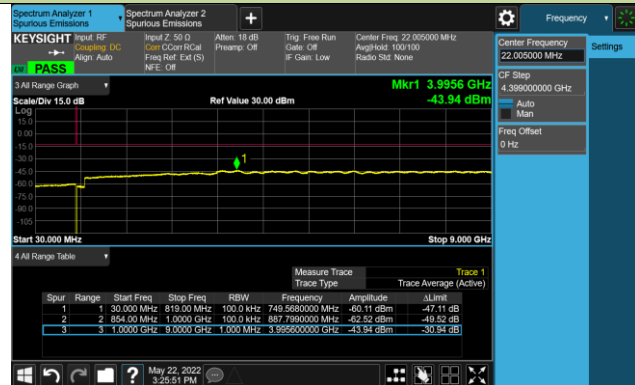 Spectrum Analyzer 1
Spurious Emissions
Spectrum Analyzer 2
Spurious Emissions
+
Frequency
KEYSIGHT
Input: RF
Coupling: DC
Align: Auto
Input Z: 50 Ω
Corr CCorr RCal
Freq Ref: Ext (S)
NFE: Off
Atten: 18 dB
Preamp: Off
Trig: Free Run
Gate: Off
IF Gain: Low
Center Freq: 22.005000 MHz
Avg|Hold: 100/100
Radio Std: None
PASS
Center Frequency
22.005000 MHz
Settings
CF Step
4.399000000 GHz
Auto
Man
Freq Offset
0 Hz
3 All Range Graph
Mkr1 3.9956 GHz
Scale/Div 15.0 dB
Ref Value 30.00 dBm
-43.94 dBm
Log
15.0
0.00
-15.0
-30.0
-45.0
-60.0
-75.0
-90.0
-105
1
Start 30.000 MHz
Stop 9.000 GHz
4 All Range Table
Measure Trace Trace 1
Trace Type Trace Average (Active)
Spur Range Start Freq Stop Freq RBW Frequency Amplitude ΔLimit
1 1 30.000 MHz 819.00 MHz 100.0 kHz 749.5680000 MHz -60.11 dBm -47.11 dB
2 2 854.00 MHz 1.0000 GHz 100.0 kHz 887.7990000 MHz -62.52 dBm -49.52 dB
3 3 1.0000 GHz 9.0000 GHz 1.000 MHz 3.995600000 GHz -43.94 dBm -30.94 dB
?
May 22, 2022
3:25:51 PM